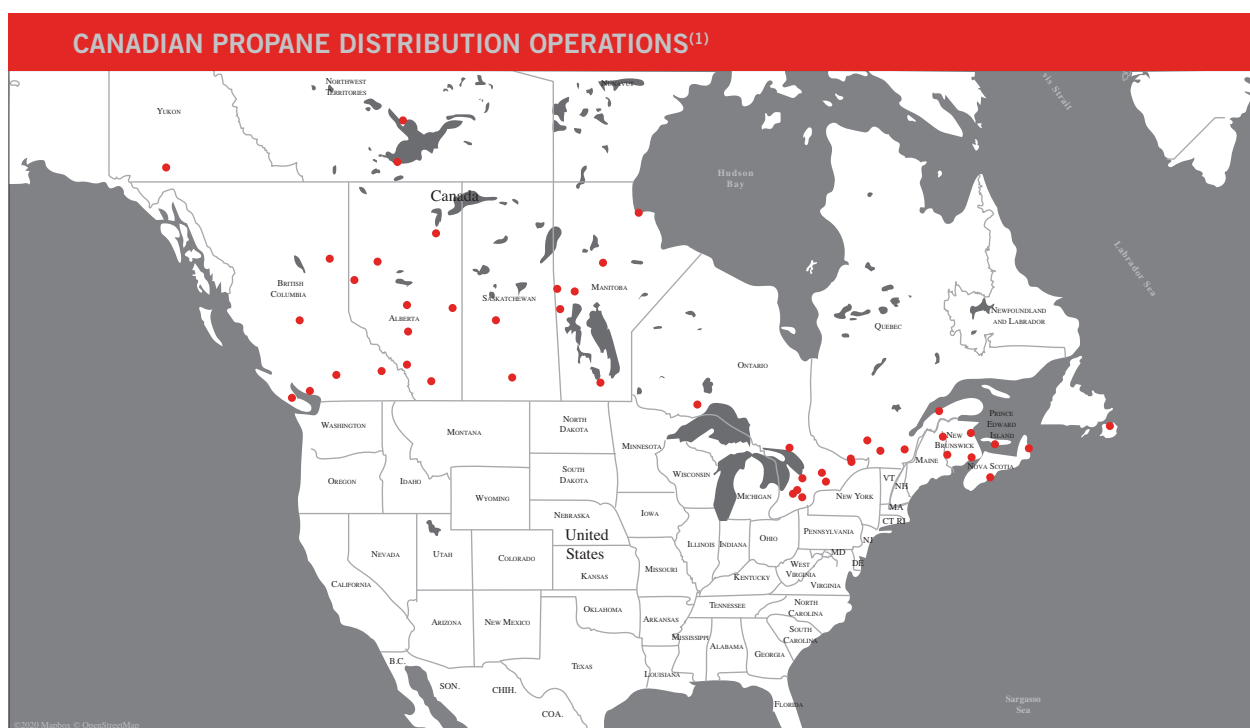 CANADIAN PROPANE DISTRIBUTION OPERATIONS(1)
NORTHWEST
TERRITORIES
NUNAVUT
YUKON
Hudson
Bay
Canada
Labrador Sea
BRITISH
COLUMBIA
ALBERTA
SASKATCHEWAN
MANITOBA
ONTARIO
QUEBEC
NEWFOUNDLAND
AND LABRADOR
PRINCE
EDWARD
ISLAND
NEW
BRUNSWICK
NOVA SCOTIA
MAINE
WASHINGTON
MONTANA
NORTH
DAKOTA
MINNESOTA
SOUTH
DAKOTA
WISCONSIN
MICHIGAN
OREGON
IDAHO
WYOMING
NEBRASKA
IOWA
NEW YORK
VT
NH
MA
CT RI
PENNSYLVANIA
NJ
MD
DE
United
States
NEVADA
UTAH
COLORADO
KANSAS
MISSOURI
ILLINOIS
INDIANA
OHIO
WEST
VIRGINIA
VIRGINIA
KENTUCKY
CALIFORNIA
ARIZONA
NEW MEXICO
OKLAHOMA
ARKANSAS
TENNESSEE
NORTH
CAROLINA
SOUTH
CAROLINA
MISSISSIPPI
ALABAMA
GEORGIA
TEXAS
LOUISIANA
FLORIDA
B.C.
SON.
CHIH.
COA.
Sargasso
Sea
©2020 Mapbox © OpenStreetMap